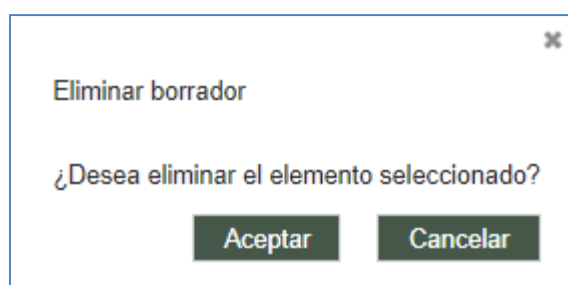 Eliminar borrador
¿Desea eliminar el elemento seleccionado?
Aceptar Cancelar